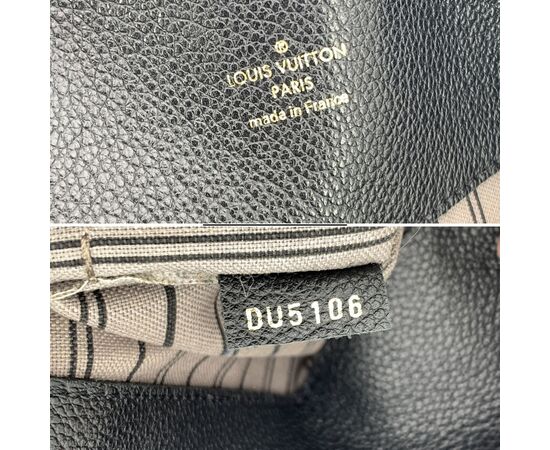 LOUIS VUITTON
PARIS
made in France
DU5106